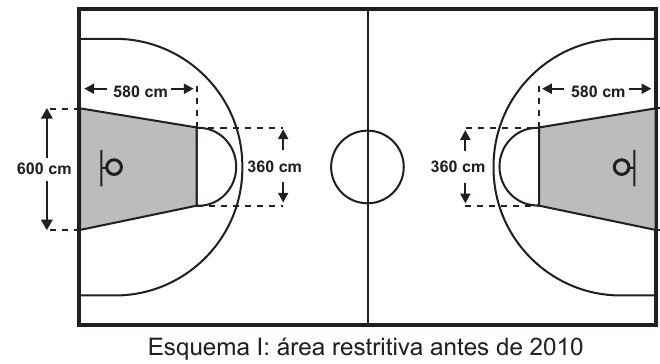 580 cm
580 cm
600 cm
360 cm
360 cm
Esquema I: área restritiva antes de 2010